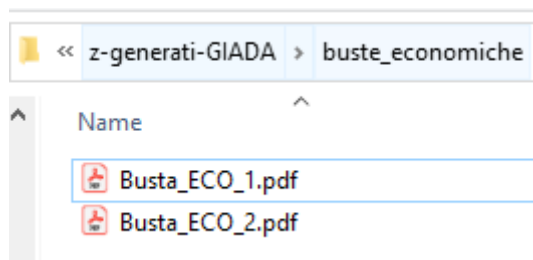 « z-generati-GIADA > buste_economiche
Name
Busta_ECO_1.pdf
Busta_ECO_2.pdf